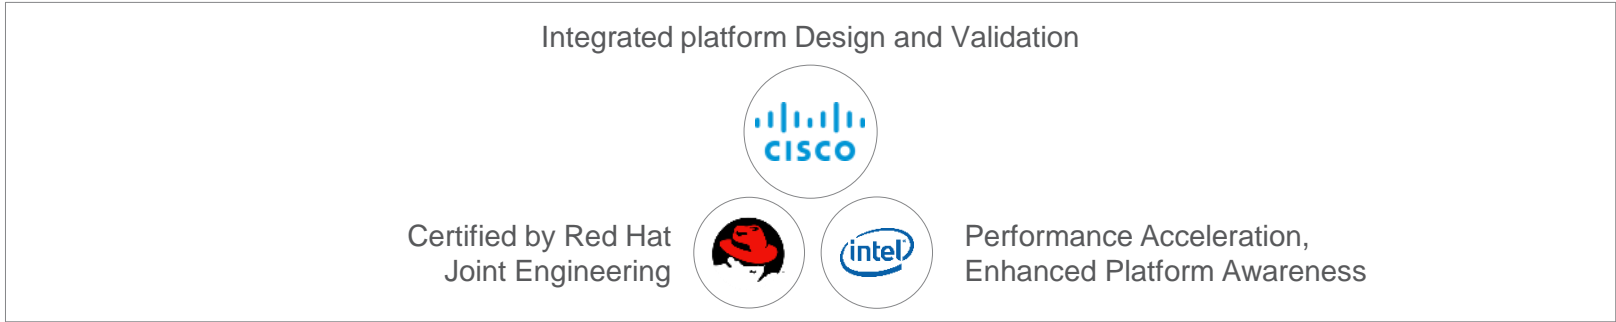 Integrated platform Design and Validation
CISCO
Certified by Red Hat
Joint Engineering
intel
Performance Acceleration,
Enhanced Platform Awareness